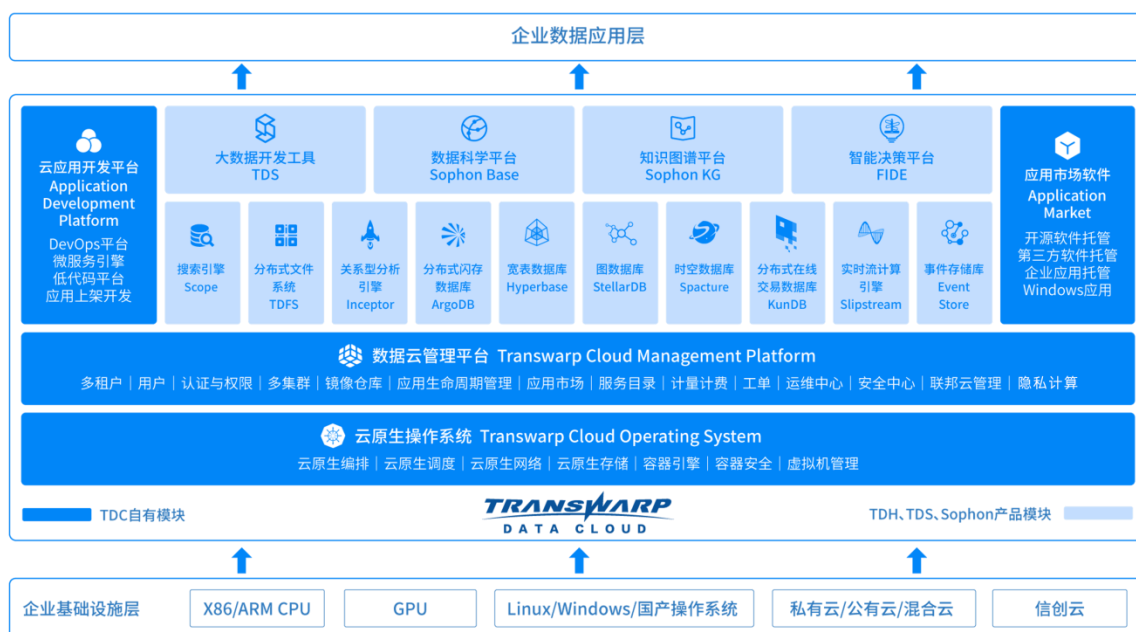 企业数据应用层
云应用开发平台
Application
Development
Platform
DevOps平台
微服务引擎
低代码平台
应用上架开发
大数据开发工具
TDS
数据科学平台
Sophon Base
知识图谱平台
Sophon KG
智能决策平台
FIDE
搜索引擎
Scope
分布式文件
系统
TDFS
关系型分析
引擎
Inceptor
分布式闪存
数据库
ArgoDB
宽表数据库
Hyperbase
图数据库
StellarDB
时空数据库
Spacture
分布式在线
交易数据库
KunDB
实时流计算
引擎
Slipstream
事件存储库
Event
Store
应用市场软件
Application
Market
开源软件托管
第三方软件托管
企业应用托管
Windows应用
数据云管理平台 Transwarp Cloud Management Platform
多租户|用户|认证与权限|多集群|镜像仓库|应用生命周期管理|应用市场|服务目录|计量计费|工单|运维中心|安全中心|联邦云管理|隐私计算
云原生操作系统 Transwarp Cloud Operating System
云原生编排|云原生调度|云原生网络|云原生存储|容器引擎|容器安全|虚拟机管理
TDC自有模块
TRANSWARP
DATA CLOUD
TDH、TDS、Sophon产品模块
企业基础设施层
X86/ARM CPU
GPU
Linux/Windows/国产操作系统
私有云/公有云/混合云
信创云